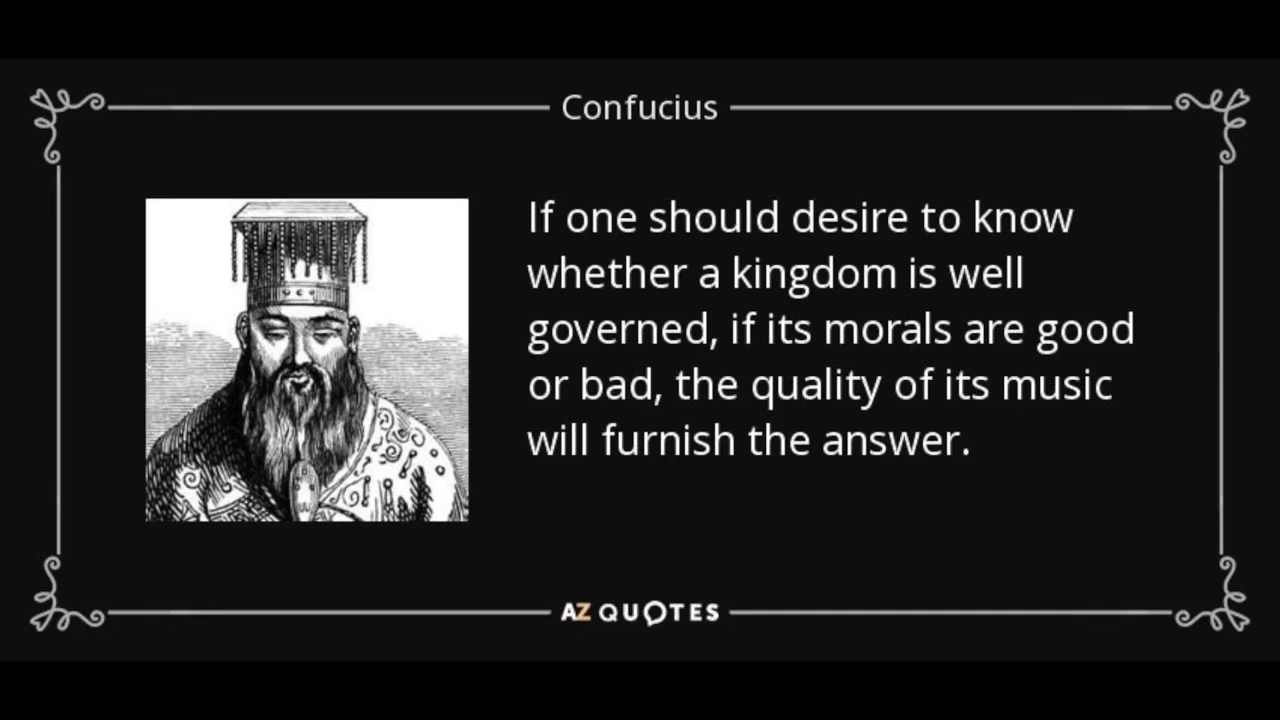 Confucius
If one should desire to know
whether a kingdom is well
governed, if its morals are good
or bad, the quality of its music
will furnish the answer.
AZ QUOTES